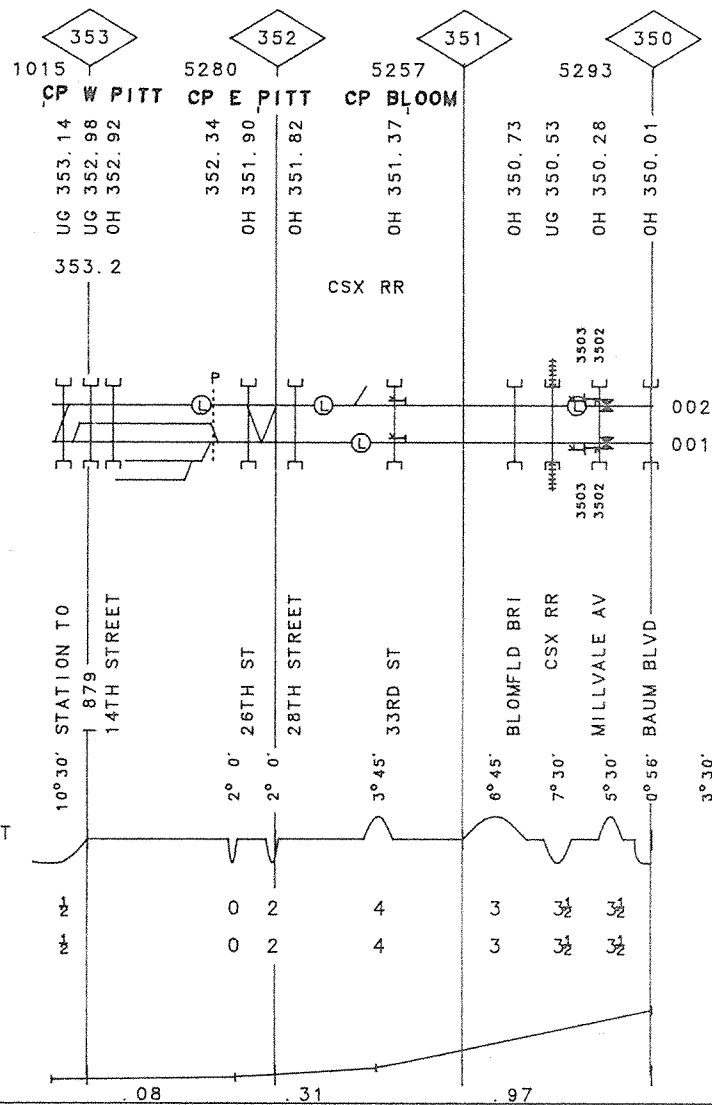 353 352 351 350
1015 5280 5257 5293
CP W PITT CP E PITT CP BLOOM
UG 353.14
UG 352.98
OH 352.92
352.34
OH 351.90
OH 351.82
OH 351.37
OH 350.73
UG 350.53
OH 350.28
OH 350.01
353.2
CSX RR
3503
3502
P
L
L
L
L
002
001
3503
3502
STATION TO
879
14TH STREET
26TH ST
28TH STREET
33RD ST
BLOMFLD BRI
CSX RR
MILLVALE AV
BAUM BLVD
10°30'
2° 0'
2° 0'
3°45'
6°45'
7°30'
5°30'
0°56'
3°30'
T
½ 0 2 4 3 3½ 3½
½ 0 2 4 3 3½ 3½
.08 .31 .97